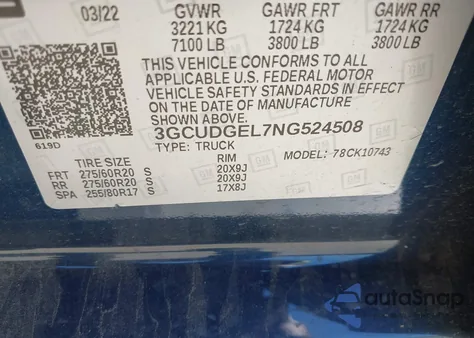 03/22 GVWR GAWR FRT GAWR RR
3221 KG 1724 KG 1724 KG
7100 LB 3800 LB 3800 LB
THIS VEHICLE CONFORMS TO ALL
APPLICABLE U.S. FEDERAL MOTOR
VEHICLE SAFETY STANDARDS IN EFFECT
ON THE DATE OF MANUFACTURE SHOWN ABOVE.
3GCUDGEL7NG524508
619D TYPE: TRUCK MODEL: 78CK10743
TIRE SIZE RIM
FRT 275/60R20 S 20X9J
RR 275/60R20 S 20X9J
SPA 255/80R17 S 17X8J
GM
autoSnap